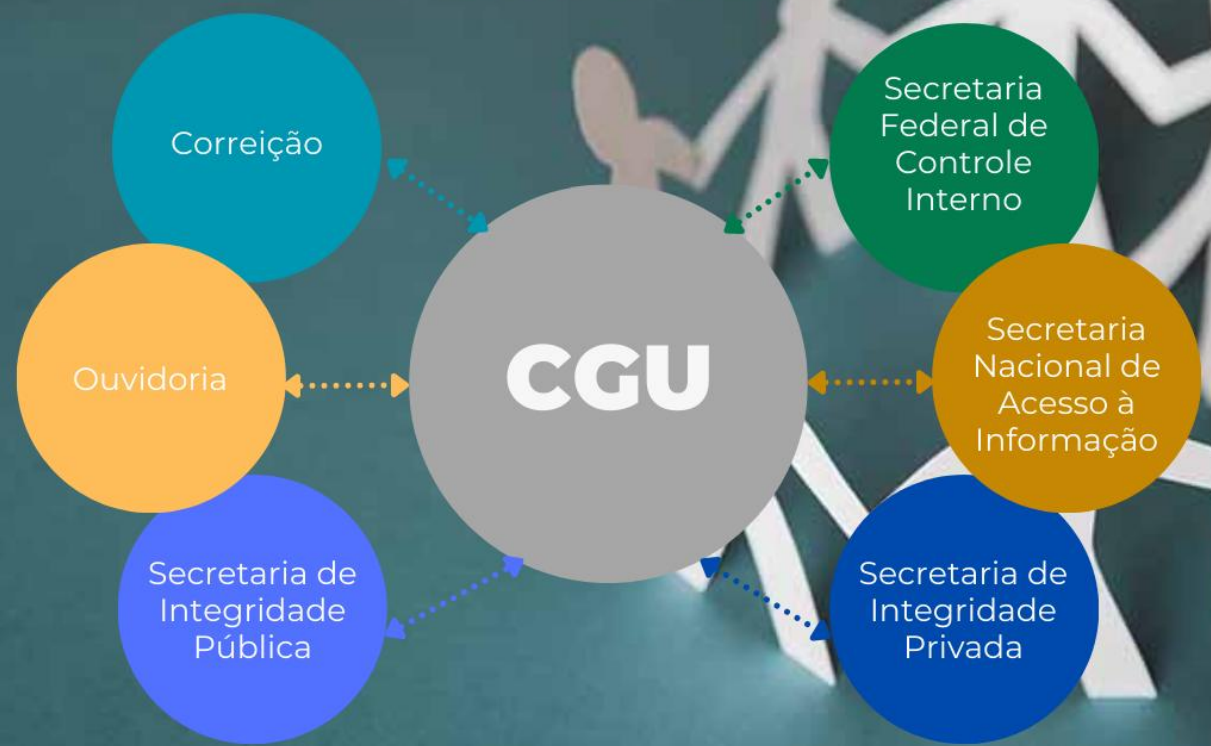 Correição
Ouvidoria
Secretaria de
Integridade
Pública
CGU
Secretaria
Federal de
Controle
Interno
Secretaria
Nacional de
Acesso à
Informação
Secretaria de
Integridade
Privada